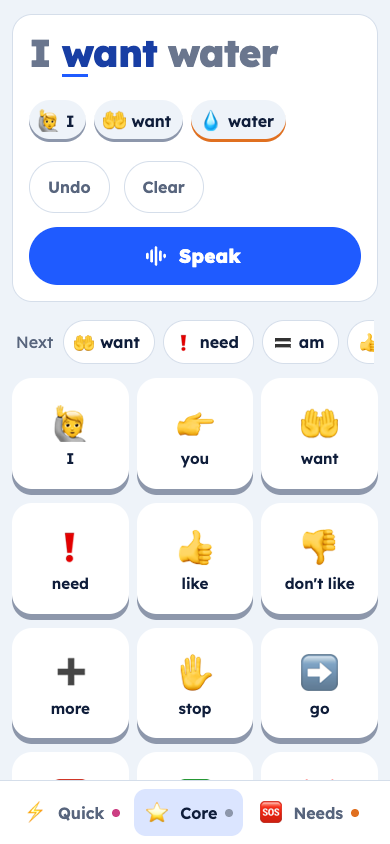 I want water
I want water
Undo Clear
Speak
Next want need am
I you want
need like don't like
more stop go
Quick Core SOS Needs